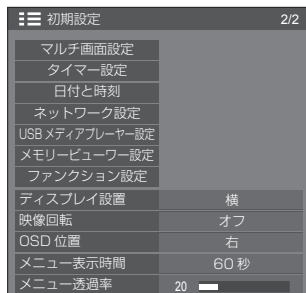 初期設定 2/2
マルチ画面設定
タイマー設定
日付と時刻
ネットワーク設定
USB メディアプレーヤー設定
メモリービューワー設定
ファンクション設定
ディスプレイ設置 横
映像回転 オフ
OSD 位置 右
メニュー表示時間 60 秒
メニュー透過率 20